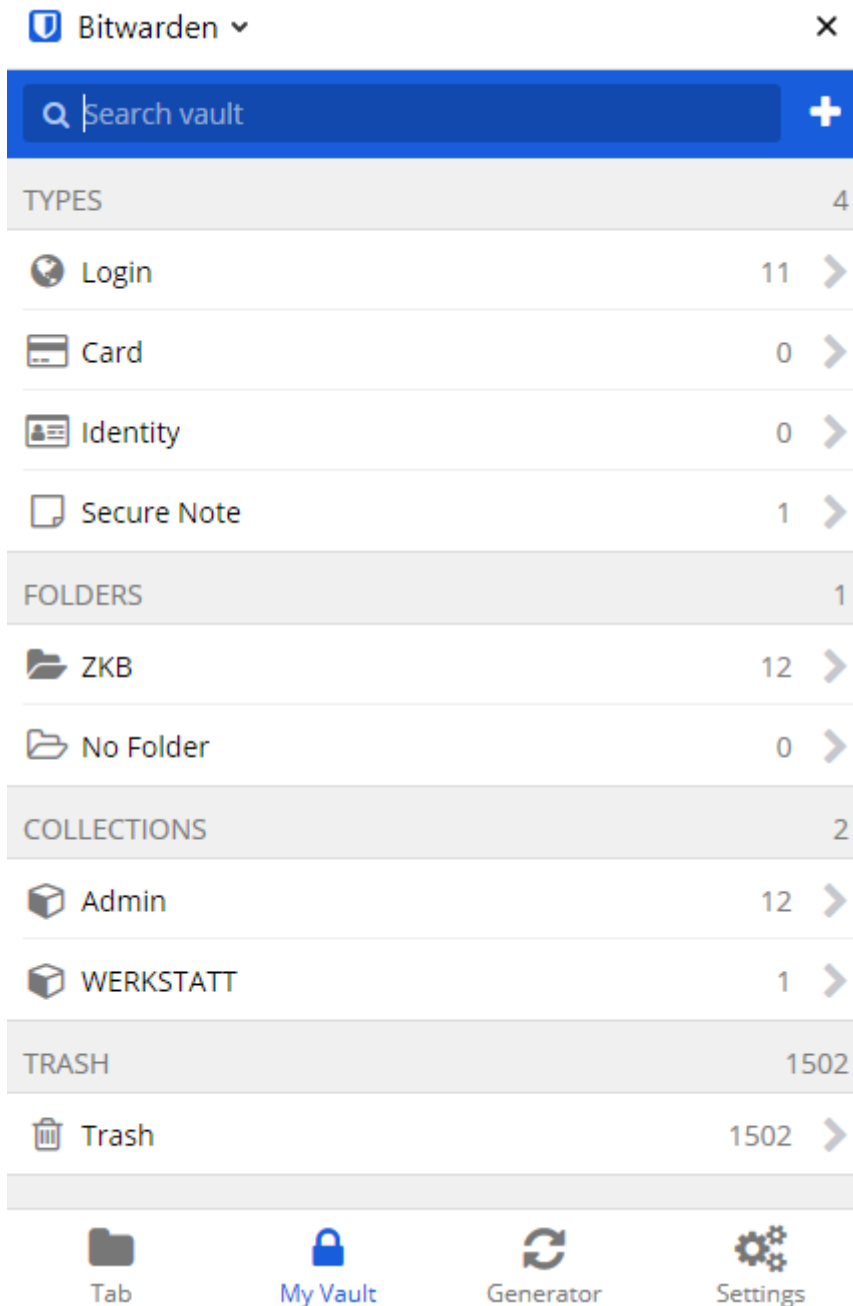 Bitwarden
Search vault
TYPES 4
Login 11
Card 0
Identity 0
Secure Note 1
FOLDERS 1
ZKB 12
No Folder 0
COLLECTIONS 2
Admin 12
WERKSTATT 1
TRASH 1502
Trash 1502
Tab My Vault Generator Settings